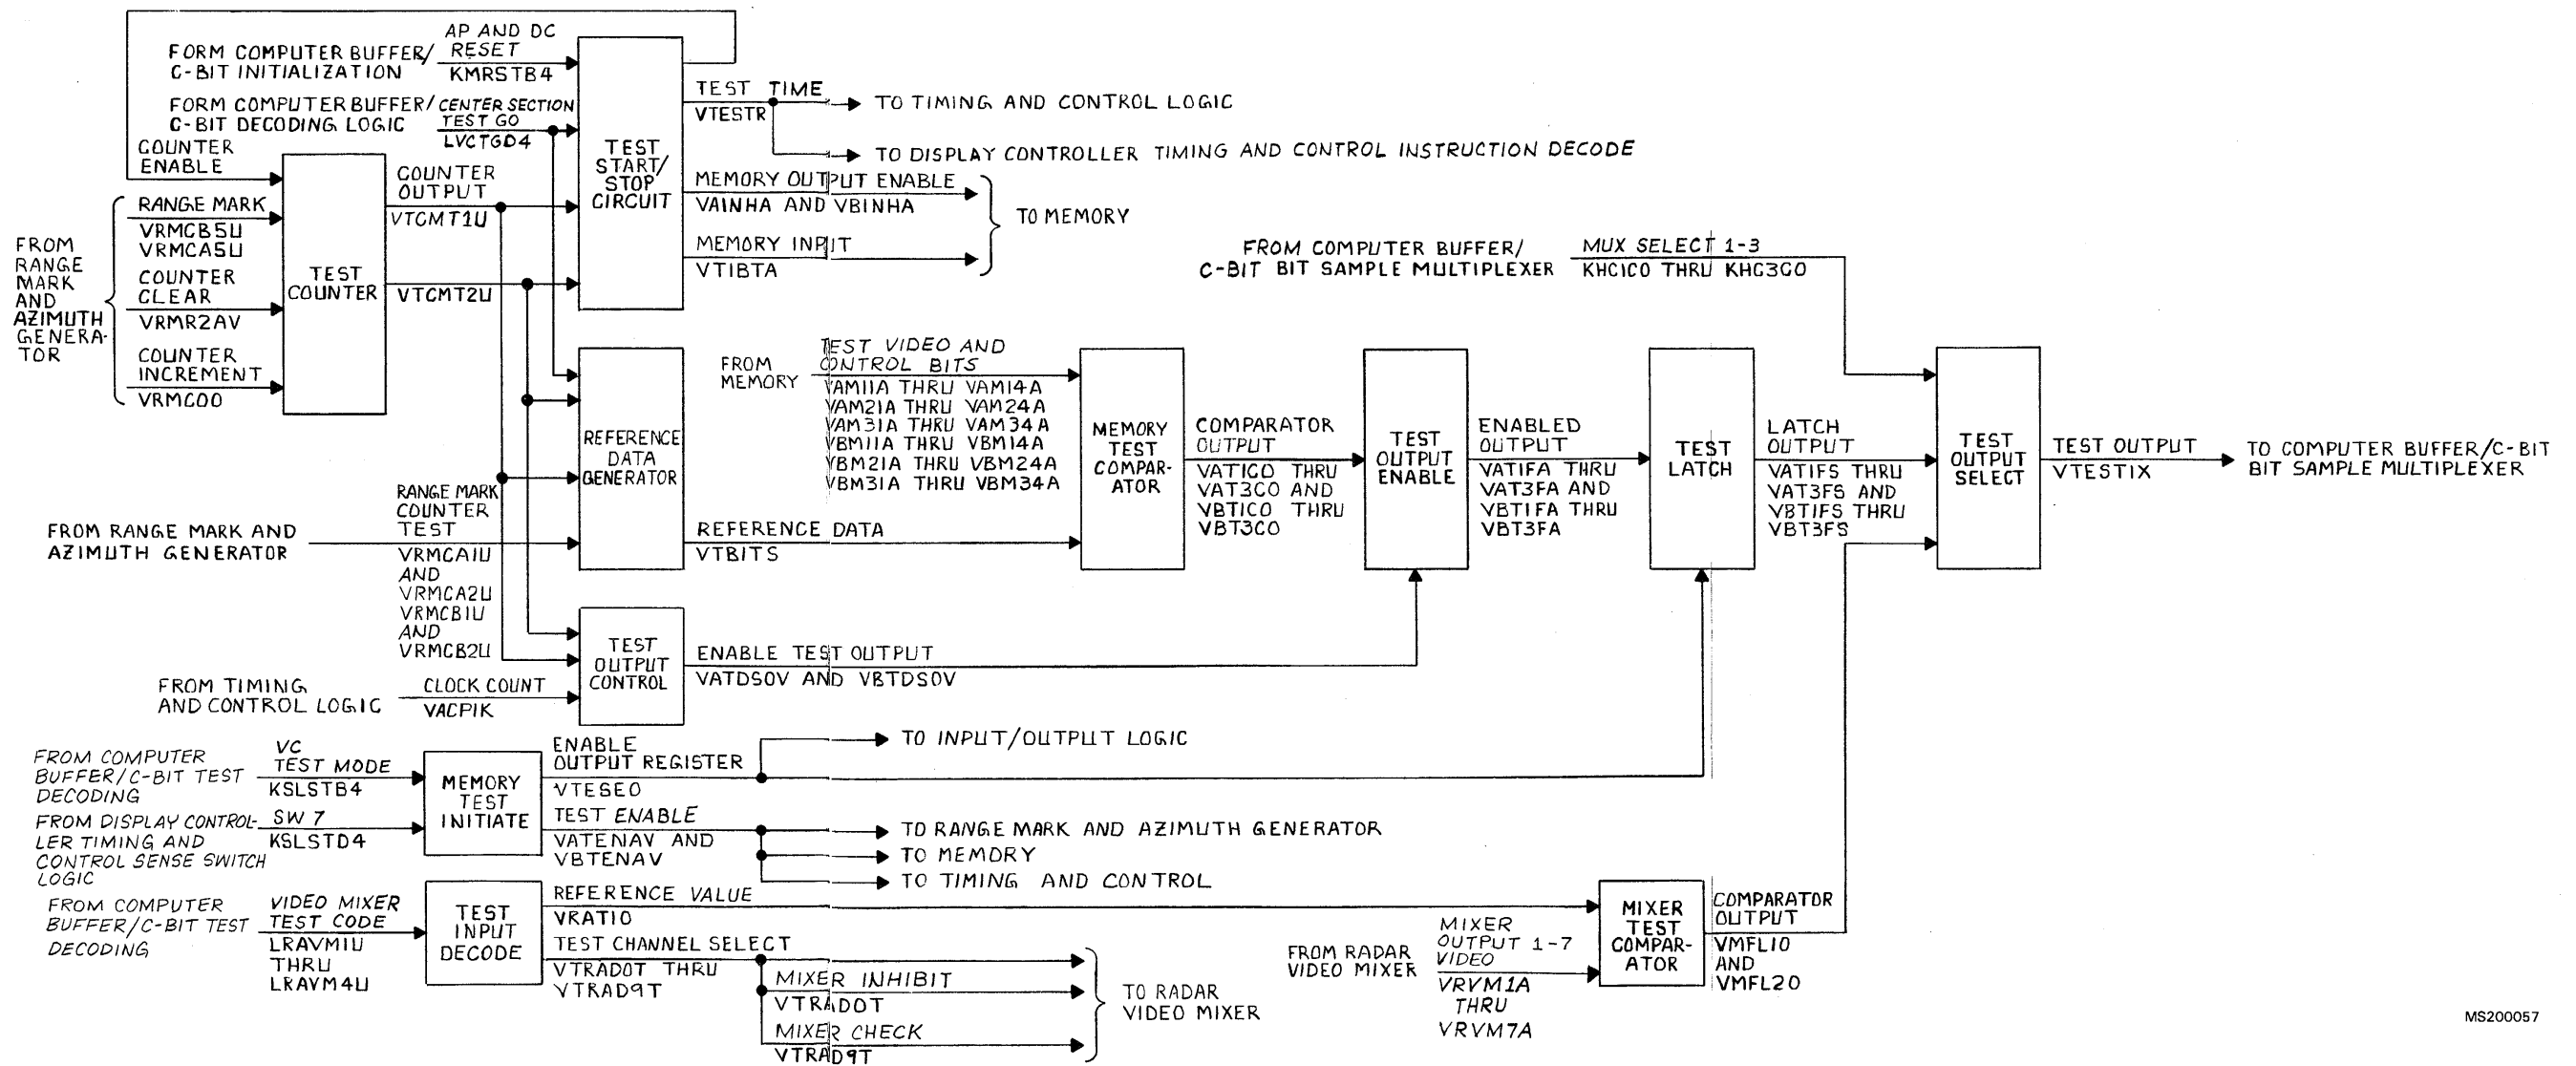 AP AND DC
RESET
FORM COMPUTER BUFFER/
C-BIT INITIALIZATION
KMRSTB4
FORM COMPUTER BUFFER/
C-BIT DECODING LOGIC
CENTER SECTION
TEST GO
LVCTGD4
COUNTER
ENABLE
RANGE MARK
VRMCB5U
VRMCA5U
COUNTER
CLEAR
VRMR2AV
COUNTER
INCREMENT
VRMCOO
FROM
RANGE
MARK
AND
AZIMUTH
GENERA-
TOR
TEST
COUNTER
COUNTER
OUTPUT
VTCMT1U
VTCMT2U
TEST
START/
STOP
CIRCUIT
TEST TIME
VTESTR
TO TIMING AND CONTROL LOGIC
TO DISPLAY CONTROLLER TIMING AND CONTROL INSTRUCTION DECODE
MEMORY OUTPUT ENABLE
VAINHA AND VBINHA
MEMORY INPUT
VTIBTA
TO MEMORY
FROM COMPUTER BUFFER/
C-BIT BIT SAMPLE MULTIPLEXER
MUX SELECT 1-3
KHC1CO THRU KHG3GO
REFERENCE
DATA
GENERATOR
FROM RANGE MARK AND
AZIMUTH GENERATOR
RANGE MARK
COUNTER
TEST
VRMCA1U
AND
VRMCA2U
VRMCB1U
AND
VRMCB2U
FROM
MEMORY
TEST VIDEO AND
CONTROL BITS
VAM11A THRU VAM14A
VAM21A THRU VAM24A
VAM31A THRU VAM34A
VBM11A THRU VBM14A
VBM21A THRU VBM24A
VBM31A THRU VBM34A
REFERENCE DATA
VTBITS
MEMORY
TEST
COMPAR-
ATOR
COMPARATOR
OUTPUT
VAT1CO THRU
VAT3CO AND
VBT1CO THRU
VBT3CO
TEST
OUTPUT
ENABLE
ENABLED
OUTPUT
VAT1FA THRU
VAT3FA AND
VBT1FA THRU
VBT3FA
TEST
LATCH
LATCH
OUTPUT
VAT1FS THRU
VAT3FS AND
VBT1FS THRU
VBT3FS
TEST
OUTPUT
SELECT
TEST OUTPUT
VTEST1X
TO COMPUTER BUFFER/C-BIT
BIT SAMPLE MULTIPLEXER
TEST
OUTPUT
CONTROL
ENABLE TEST OUTPUT
VATDSOV AND VBTDSOV
FROM TIMING
AND CONTROL LOGIC
CLOCK COUNT
VACPIK
FROM COMPUTER
BUFFER/C-BIT TEST
DECODING
VC
TEST MODE
KSLSTB4
FROM DISPLAY CONTROL-
LER TIMING AND
CONTROL SENSE SWITCH
LOGIC
SW 7
KSLSTD4
MEMORY
TEST
INITIATE
ENABLE
OUTPUT REGISTER
VTESEO
TO INPUT/OUTPUT LOGIC
TEST ENABLE
VATENAV AND
VBTENAV
TO RANGE MARK AND AZIMUTH GENERATOR
TO MEMORY
TO TIMING AND CONTROL
FROM COMPUTER
BUFFER/C-BIT TEST
DECODING
VIDEO MIXER
TEST CODE
LRAVM1U
THRU
LRAVM4U
TEST
INPUT
DECODE
REFERENCE VALUE
VRAT10
TEST CHANNEL SELECT
VTRADOT THRU
VTRAD9T
MIXER INHIBIT
VTRADOT
MIXER CHECK
VTRAD9T
TO RADAR
VIDEO MIXER
FROM RADAR
VIDEO MIXER
MIXER
OUTPUT 1-7
VIDEO
VRVM1A
THRU
VRVM7A
MIXER
TEST
COMPAR-
ATOR
COMPARATOR
OUTPUT
VMFL10
AND
VMFL20
MS200057